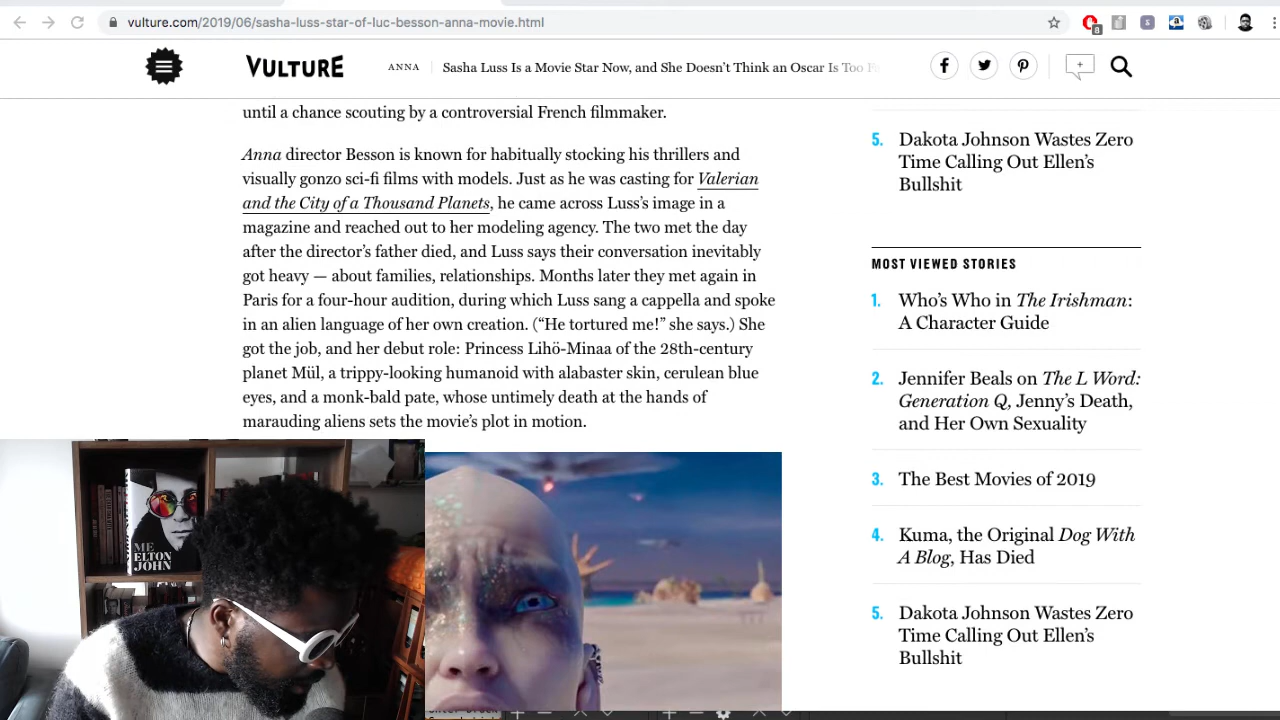 vulture.com/2019/06/sasha-luss-star-of-luc-besson-anna-movie.html
8
VULTURE
ANNA
Sasha Luss Is a Movie Star Now, and She Doesn't Think an Oscar Is Too
until a chance scouting by a controversial French filmmaker.
Anna director Besson is known for habitually stocking his thrillers and
visually gonzo sci-fi films with models. Just as he was casting for Valerian
and the City of a Thousand Planets, he came across Luss's image in a
magazine and reached out to her modeling agency. The two met the day
after the director's father died, and Luss says their conversation inevitably
got heavy — about families, relationships. Months later they met again in
Paris for a four-hour audition, during which Luss sang a cappella and spoke
in an alien language of her own creation. (“He tortured me!” she says.) She
got the job, and her debut role: Princess Lihö-Minaa of the 28th-century
planet Mül, a trippy-looking humanoid with alabaster skin, cerulean blue
eyes, and a monk-bald pate, whose untimely death at the hands of
marauding aliens sets the movie's plot in motion.
ME
ELTON
JOHN
5. Dakota Johnson Wastes Zero
Time Calling Out Ellen's
Bullshit
MOST VIEWED STORIES
1. Who's Who in The Irishman:
A Character Guide
2. Jennifer Beals on The L Word:
Generation Q, Jenny's Death,
and Her Own Sexuality
3. The Best Movies of 2019
4. Kuma, the Original Dog With
A Blog, Has Died
5. Dakota Johnson Wastes Zero
Time Calling Out Ellen's
Bullshit